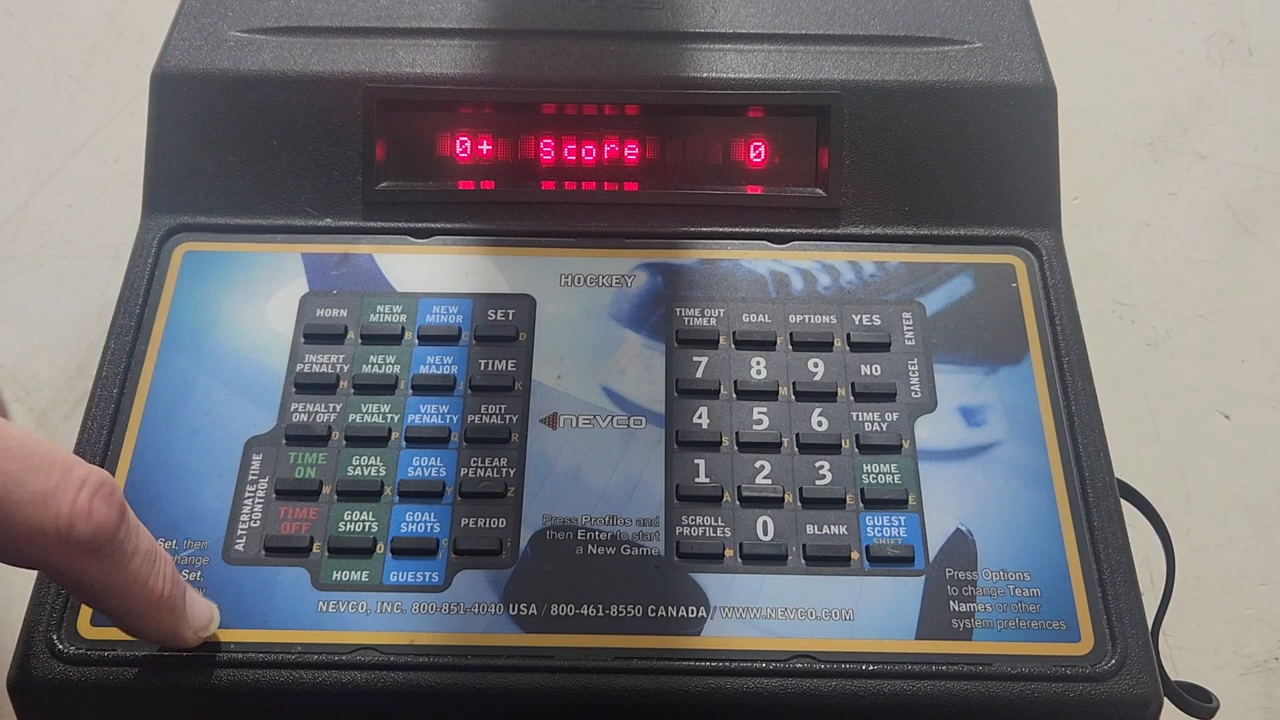 0+ Score 0
HOCKEY
HORN
NEW MINOR
NEW MINOR
SET
INSERT PENALTY
NEW MAJOR
NEW MAJOR
TIME
PENALTY ON/OFF
VIEW PENALTY
VIEW PENALTY
EDIT PENALTY
TIME ON
GOAL SAVES
GOAL SAVES
CLEAR PENALTY
TIME OFF
GOAL SHOTS
GOAL SHOTS
PERIOD
ALTERNATE TIME CONTROL
HOME
GUESTS
NEVCO
TIME OUT TIMER
GOAL
OPTIONS
YES
ENTER
7
8
9
NO
CANCEL
4
5
6
TIME OF DAY
1
2
3
HOME SCORE
SCROLL PROFILES
0
BLANK
GUEST SCORE
SHIFT
Set, then
change
Set,
Press Profiles and
then Enter to start
a New Game
Press Options
to change Team
Names or other
system preferences.
NEVCO, INC. 800-851-4040 USA / 800-461-8550 CANADA / WWW.NEVCO.COM